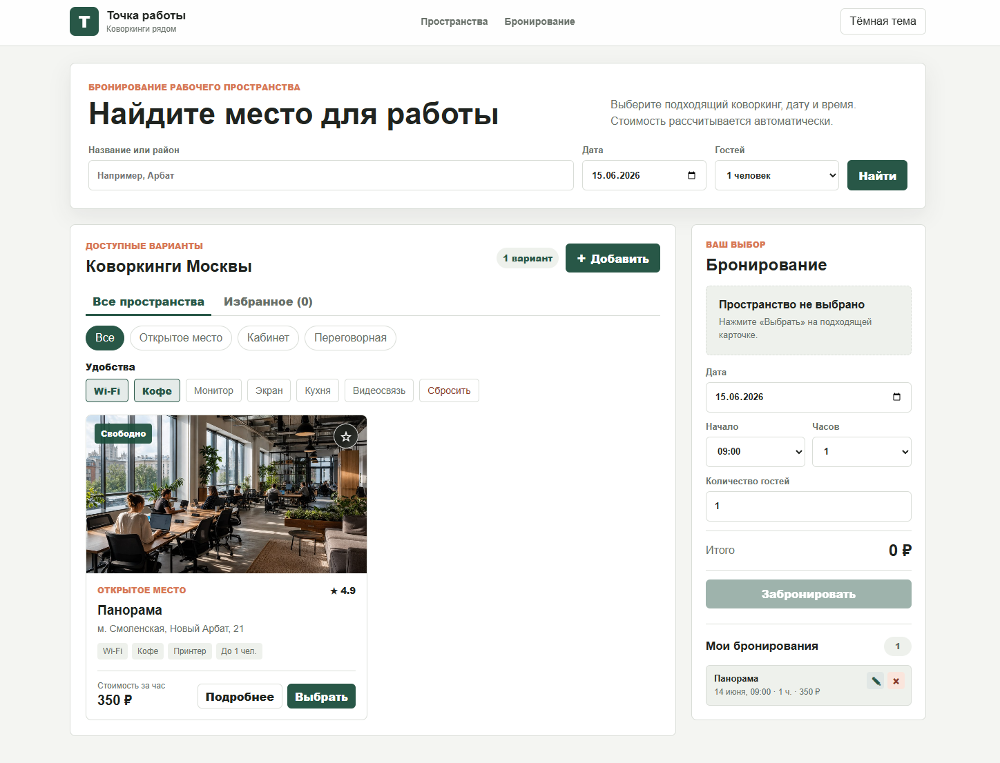 Т
Точка работы
Коворкинги рядом
Пространства
Бронирование
Тёмная тема
БРОНИРОВАНИЕ РАБОЧЕГО ПРОСТРАНСТВА
Найдите место для работы
Выберите подходящий коворкинг, дату и время.
Стоимость рассчитывается автоматически.
Название или район
Дата
Гостей
Например, Арбат
15.06.2026
1 человек
Найти
ДОСТУПНЫЕ ВАРИАНТЫ
Коворкинги Москвы
1 вариант
+ Добавить
Все пространства
Избранное (0)
Все
Открытое место
Кабинет
Переговорная
Удобства
Wi-Fi
Кофе
Монитор
Экран
Кухня
Видеосвязь
Сбросить
Свободно
☆
ОТКРЫТОЕ МЕСТО
★ 4.9
Панорама
м. Смоленская, Новый Арбат, 21
Wi-Fi
Кофе
Принтер
До 1 чел.
Стоимость за час
350 ₽
Подробнее
Выбрать
ВАШ ВЫБОР
Бронирование
Пространство не выбрано
Нажмите «Выбрать» на подходящей
карточке.
Дата
15.06.2026
Начало
Часов
09:00
1
Количество гостей
1
Итого
0 ₽
Забронировать
Мои бронирования
1
Панорама
14 июня, 09:00 · 1 ч. · 350 ₽